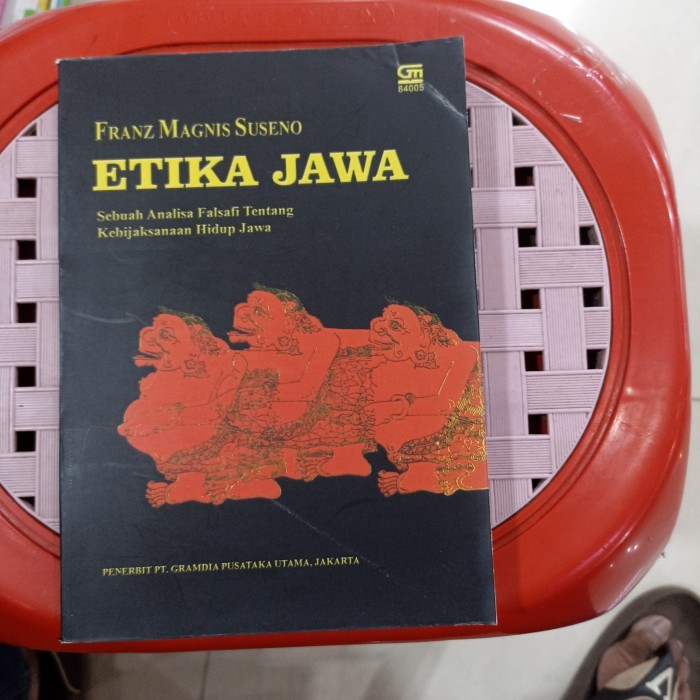 GM
84005
FRANZ MAGNIS SUSENO
ETIKA JAWA
Sebuah Analisa Falsafi Tentang
Kebijaksanaan Hidup Jawa
PENERBIT PT. GRAMDIA PUSATAKA UTAMA, JAKARTA